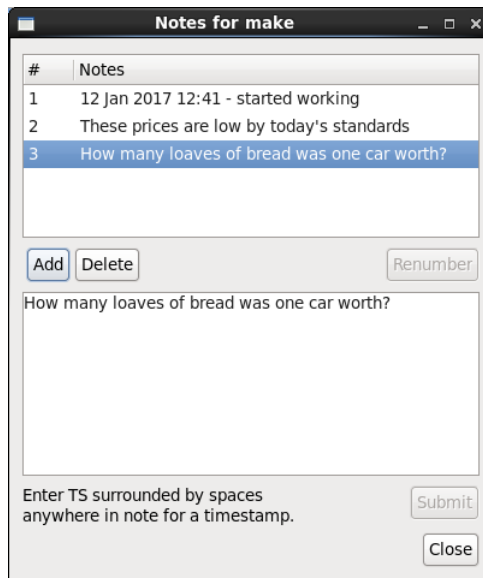 Notes for make
# Notes
1 12 Jan 2017 12:41 - started working
2 These prices are low by today's standards
3 How many loaves of bread was one car worth?
Add Delete Renumber
How many loaves of bread was one car worth?
Enter TS surrounded by spaces
anywhere in note for a timestamp.
Submit
Close